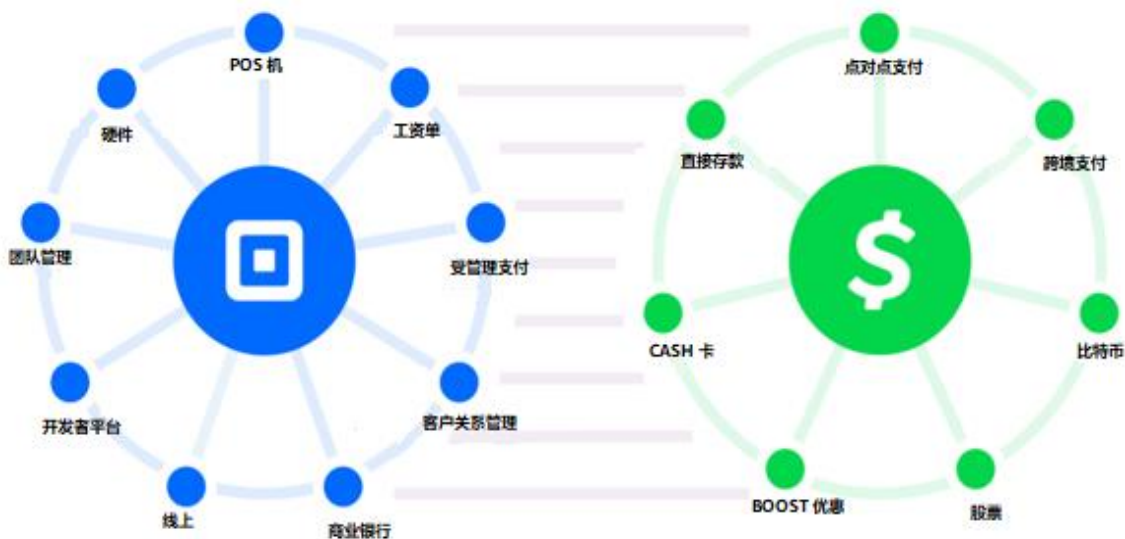 POS 机
点对点支付
硬件
工资单
直接存款
跨境支付
团队管理
受管理支付
CASH 卡
比特币
开发者平台
客户关系管理
线上
商业银行
BOOST 优惠
股票